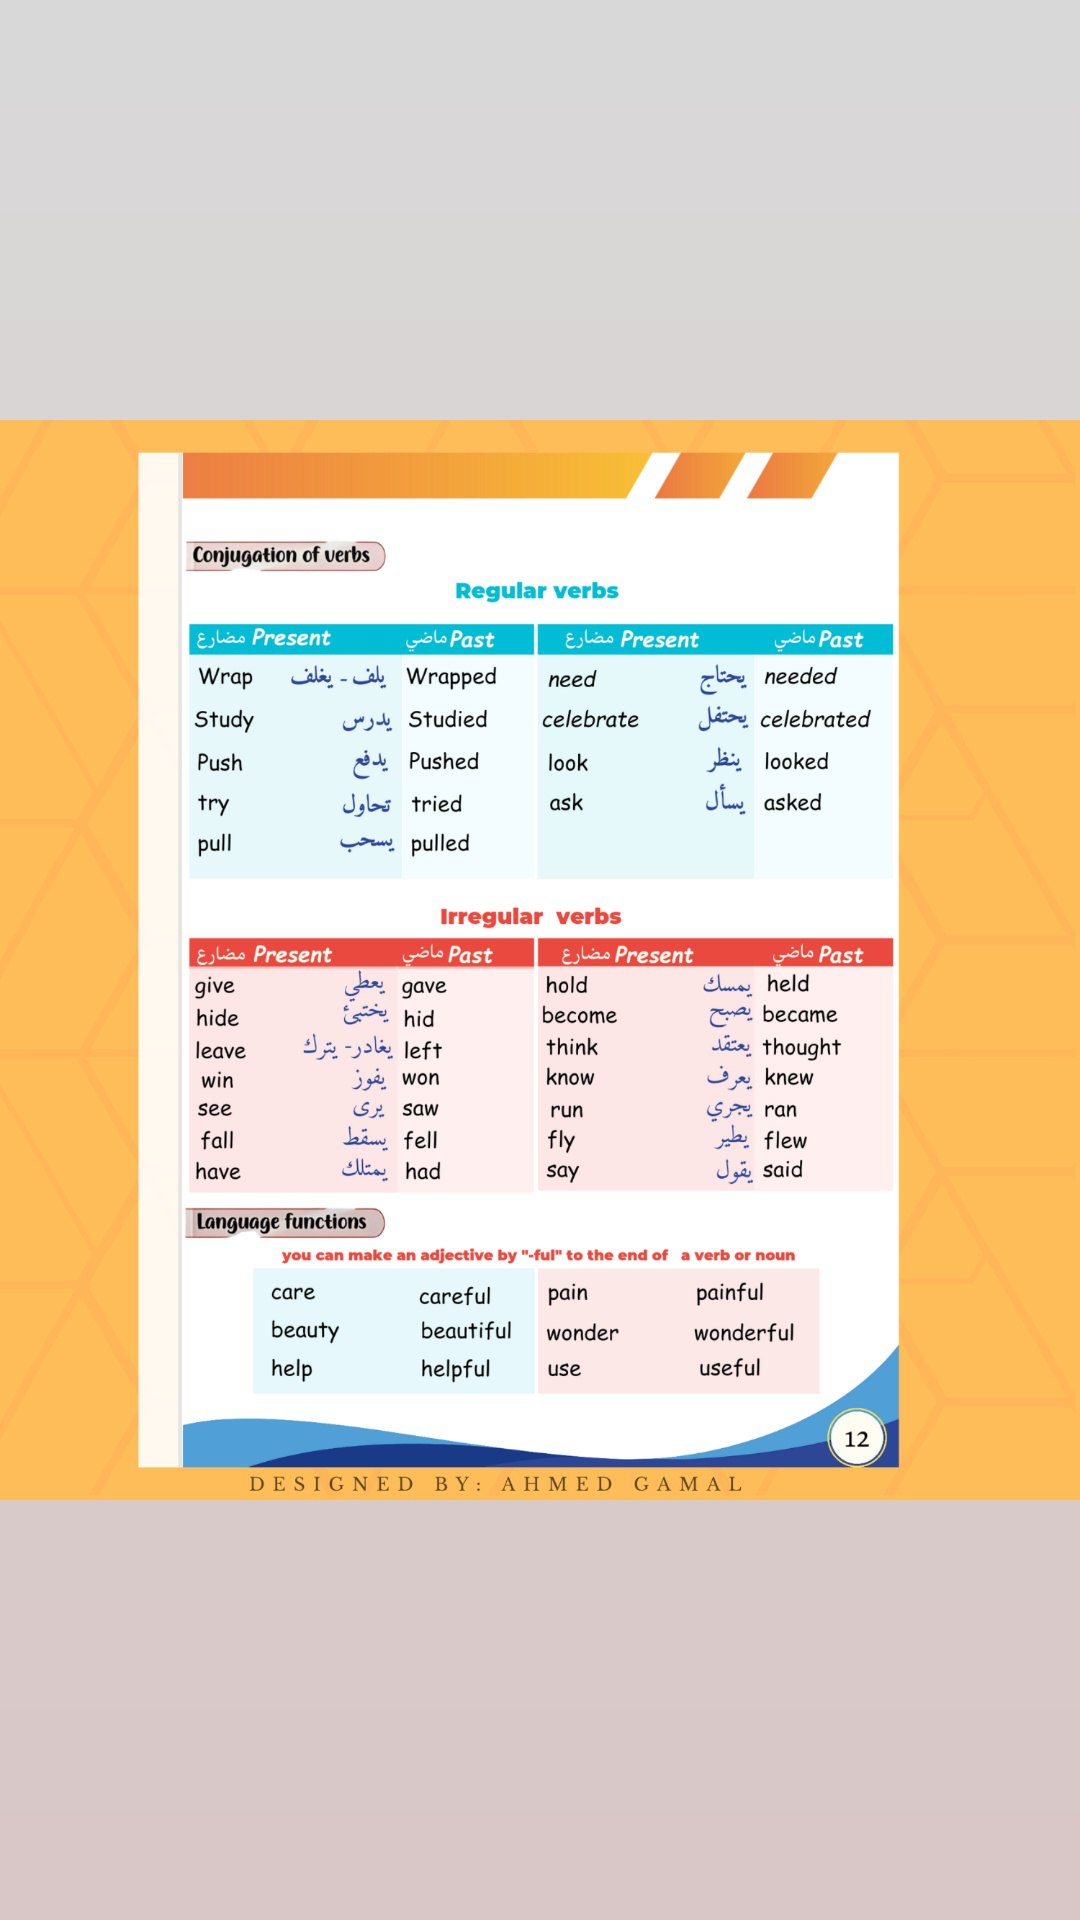 Conjugation of verbs
Regular verbs
مضارع Present ماضي Past مضارع Present ماضي Past
Wrap يلف - يغلف Wrapped need يحتاج needed
Study يدرس Studied celebrate يحتفل celebrated
Push يدفع Pushed look ينظر looked
try تحاول tried ask يسأل asked
pull يسحب pulled
Irregular verbs
مضارع Present ماضي Past مضارع Present ماضي Past
give يعطي gave hold يمسك held
hide يختبئ hid become يصبح became
leave يغادر- يترك left think يعتقد thought
win يفوز won know يعرف knew
see يرى saw run يجري ran
fall يسقط fell fly يطير flew
have يمتلك had say يقول said
Language functions
you can make an adjective by "-ful" to the end of a verb or noun
care careful pain painful
beauty beautiful wonder wonderful
help helpful use useful
12
DESIGNED BY: AHMED GAMAL